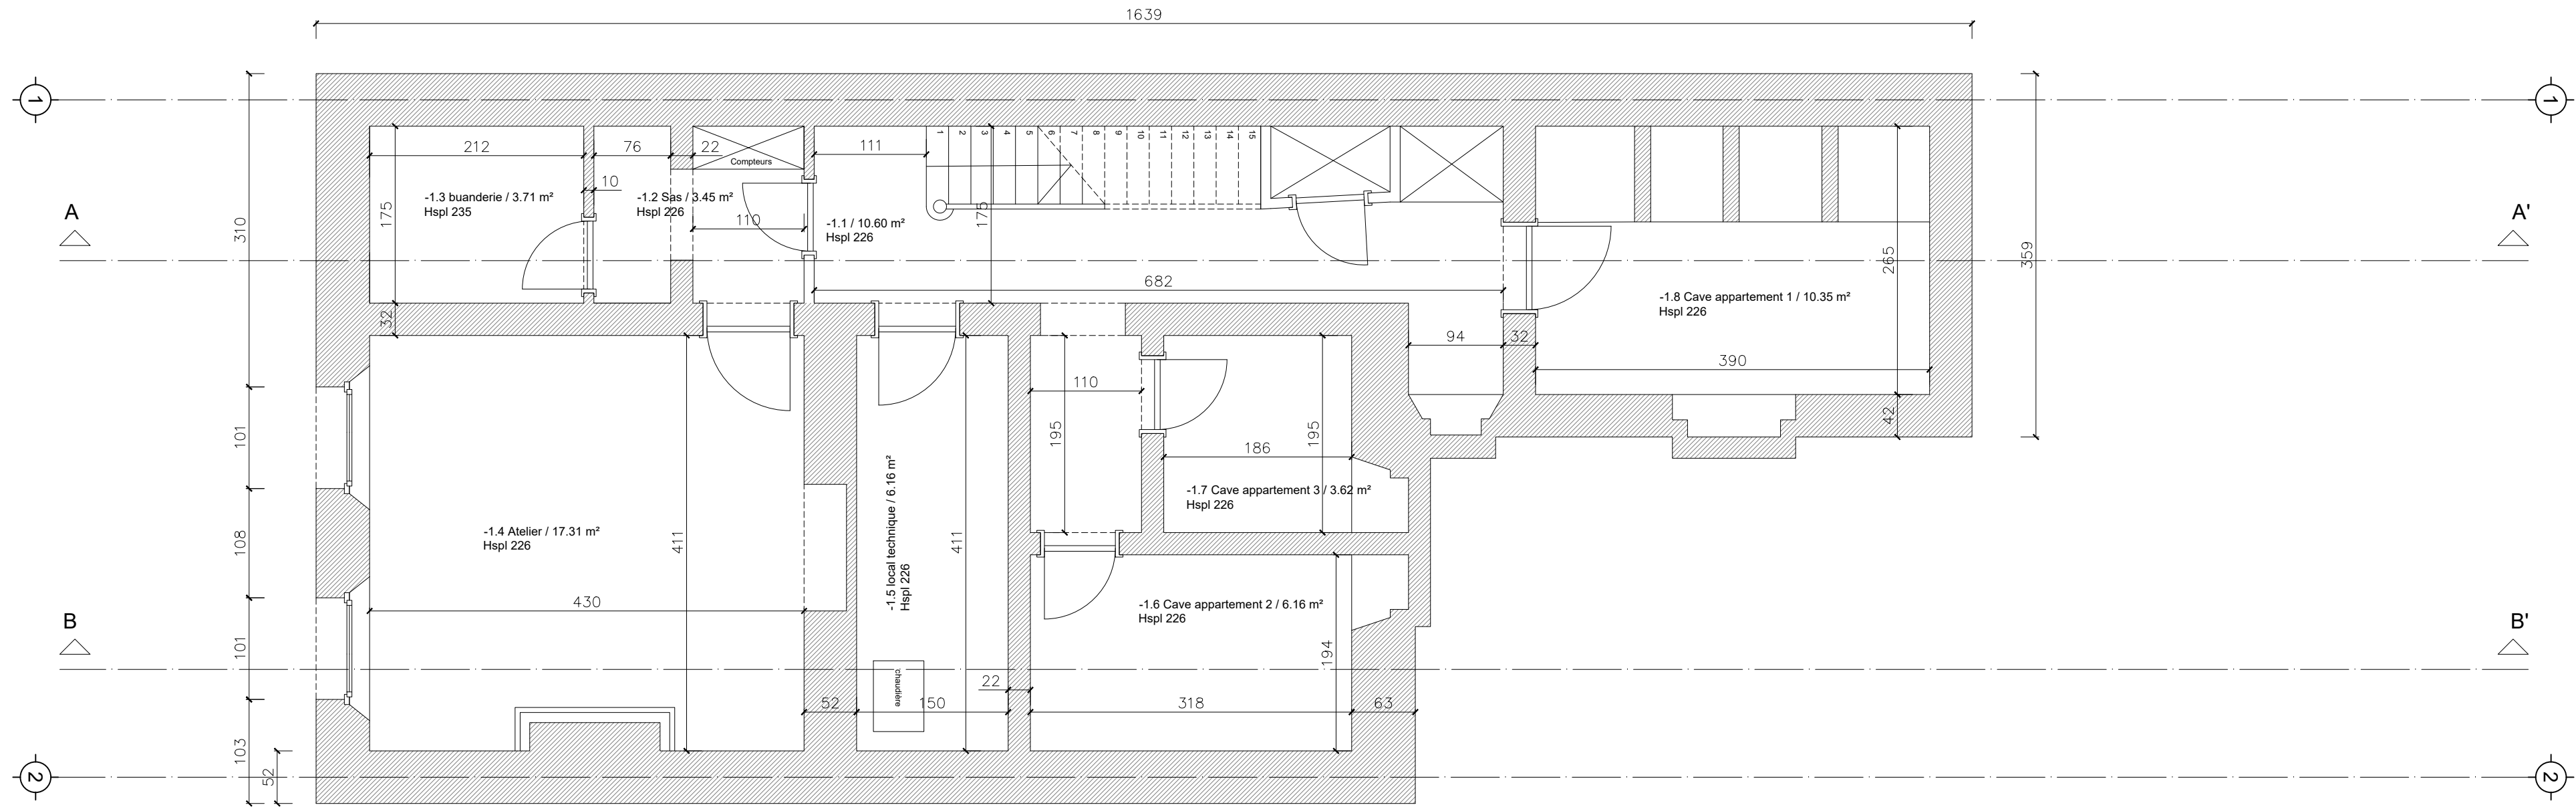 1639
1
1
1 2 3 4 5 6 7 8 9 10 11 12 13 14 15
212
76
22
Compteurs
111
10
-1.3 buanderie / 3.71 m²
Hspl 235
-1.2 Sas / 3.45 m²
Hspl 226
110
-1.1 / 10.60 m²
Hspl 226
175
175
A
A'
310
359
265
682
-1.8 Cave appartement 1 / 10.35 m²
Hspl 226
32
94
32
390
42
110
101
195
195
186
-1.7 Cave appartement 3 / 3.62 m²
Hspl 226
-1.4 Atelier / 17.31 m²
Hspl 226
108
411
-1.5 local technique / 6.16 m²
Hspl 226
411
430
-1.6 Cave appartement 2 / 6.16 m²
Hspl 226
B
B'
101
194
chaudière
22
52
150
318
63
103
52
2
2